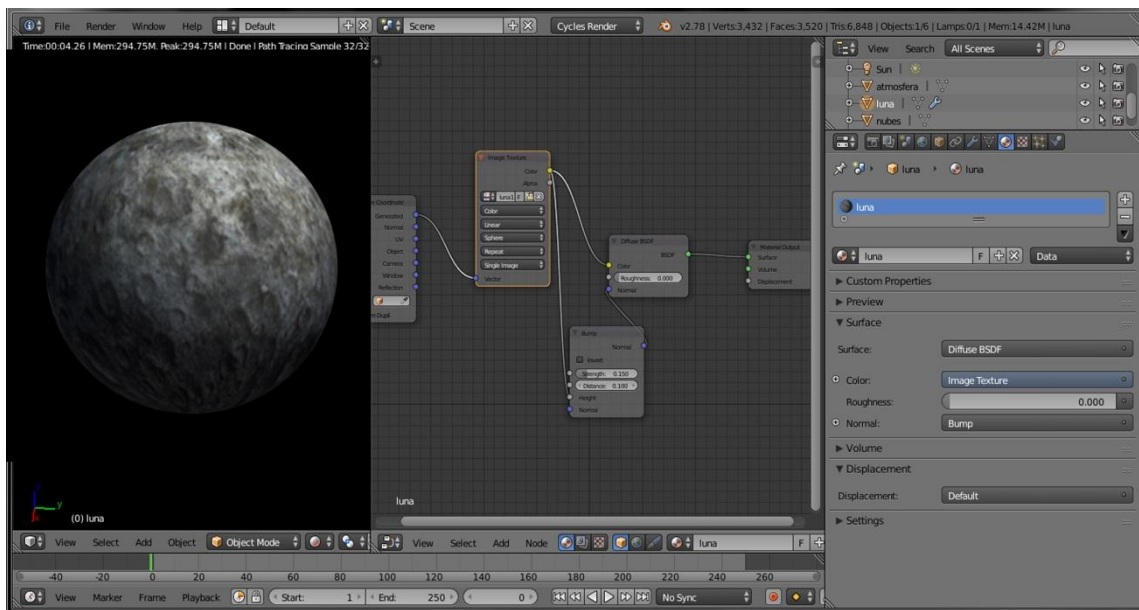 File Render Window Help Default Scene Cycles Render v2.78 | Verts:3,432 | Faces:3,520 | Tris:6,848 | Objects:1/6 | Lamps:0/1 | Mem:14.42M | luna
Time:00:04.26 | Mem:294.75M, Peak:294.75M | Done | Path Tracing Sample 32/32
(0) luna
View Select Add Object Object Mode
Coordinate
Generated
Normal
UV
Object
Camera
Window
Reflection
Dupli
Image Texture
Color
Alpha
luna1 F
Color
Linear
Sphere
Repeat
Single Image
Vector
Diffuse BSDF
BSDF
Color
Roughness: 0.000
Normal
Bump
Normal
Invert
Strength: 0.150
Distance: 0.100
Height
Normal
Material Output
Surface
Volume
Displacement
luna
View Select Add Node luna F
View Search All Scenes
Sun
atmosfera
luna
nubes
luna luna
luna
luna F Data
Custom Properties
Preview
Surface
Surface: Diffuse BSDF
Color: Image Texture
Roughness: 0.000
Normal: Bump
Volume
Displacement
Displacement: Default
Settings
-40 -20 0 20 40 60 80 100 120 140 160 180 200 220 240 260
View Marker Frame Playback Start: 1 End: 250 0 No Sync